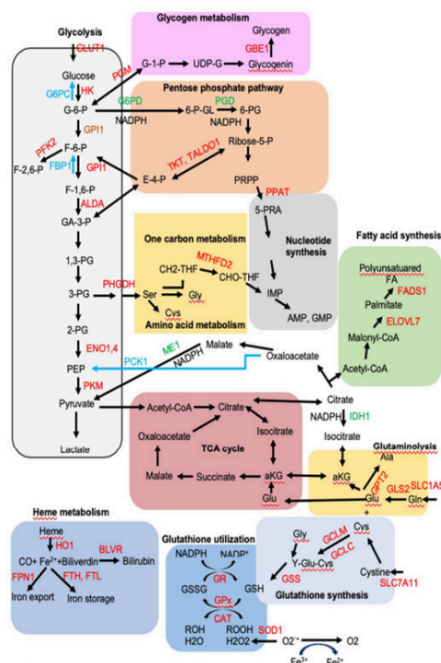 Glycogen metabolism
Glycogen
GBE1
G-1-P
UDP-G
Glycogenin
PGM
Glycolysis
GLUT1
Glucose
G6PC
HK
G-6-P
GPI1
PFK2
F-6-P
F-2,6-P
FBP1
GPI1
F-1,6-P
ALDA
GA-3-P
1,3-PG
3-PG
2-PG
ENO1,4
PEP
PKM
Pyruvate
Lactate
Pentose phosphate pathway
G6PD
NADPH
6-P-GL
PGD
6-PG
NADPH
Ribose-5-P
TKT, TALDO1
E-4-P
PRPP
PPAT
5-PRA
Nucleotide
synthesis
IMP
AMP, GMP
One carbon metabolism
MTHFD2
CH2-THF
CHO-THF
PHGDH
Ser
Gly
Cvs
Amino acid metabolism
Fatty acid synthesis
Polyunsatuared
FA
FADS1
Palmitate
ELOVL7
Malonyl-CoA
Acetyl-CoA
ME1
NADPH
Malate
Oxaloacetate
PCK1
Citrate
NADPH
IDH1
Isocitrate
Acetyl-CoA
Citrate
Oxaloacetate
Isocitrate
TCA cycle
Malate
Succinate
aKG
Glu
Glutaminolysis
Ala
aKG
GPT2
Glu
+
GLS2
SLC1A5
Gln
Heme metabolism
Heme
HO1
BLVR
CO+ Fe2++Biliverdin
Bilirubin
FPN1
FTH, FTL
Iron export
Iron storage
Glutathione utilization
NADPH
NADP+
GR
GSSG
GSH
GPx
CAT
ROH
ROOH
SOD1
H2O
H2O2
O2·-
O2
Fe3+
Fe2+
Gly
GCLM
Cvs
GCLC
Y-Glu-Cvs
GSS
Cystine
SLC7A11
Glutathione synthesis